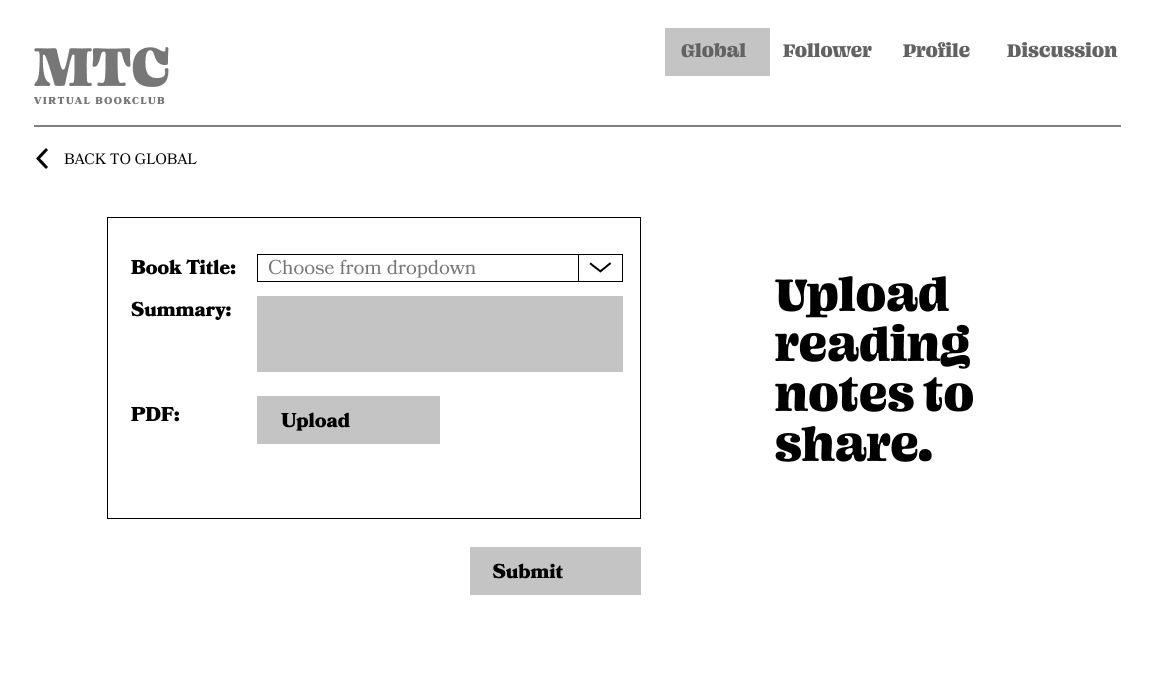 MTC
VIRTUAL BOOKCLUB
Global Follower Profile Discussion
BACK TO GLOBAL
Book Title: Choose from dropdown
Summary:
PDF: Upload
Submit
Upload
reading
notes to
share.